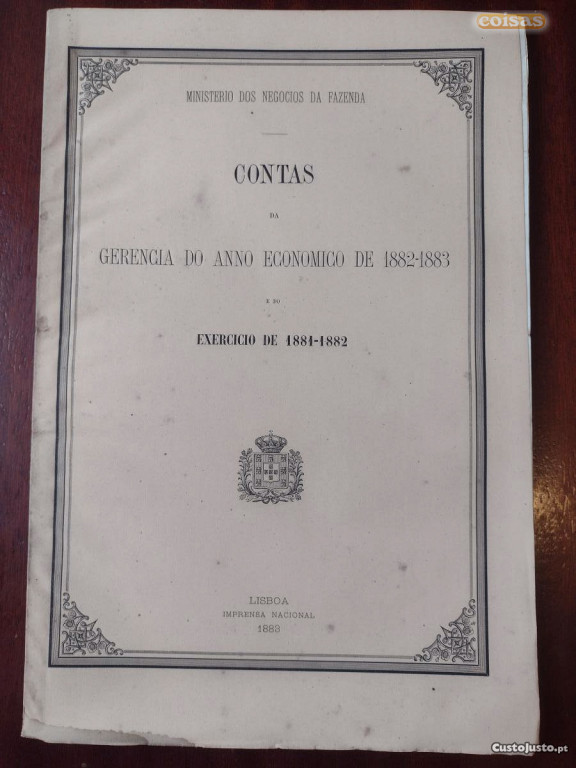 coisas
MINISTERIO DOS NEGOCIOS DA FAZENDA
CONTAS
DA
GERENCIA DO ANNO ECONOMICO DE 1882-1883
E DO
EXERCICIO DE 1881-1882
LISBOA
IMPRENSA NACIONAL
1883
CustoJusto.pt